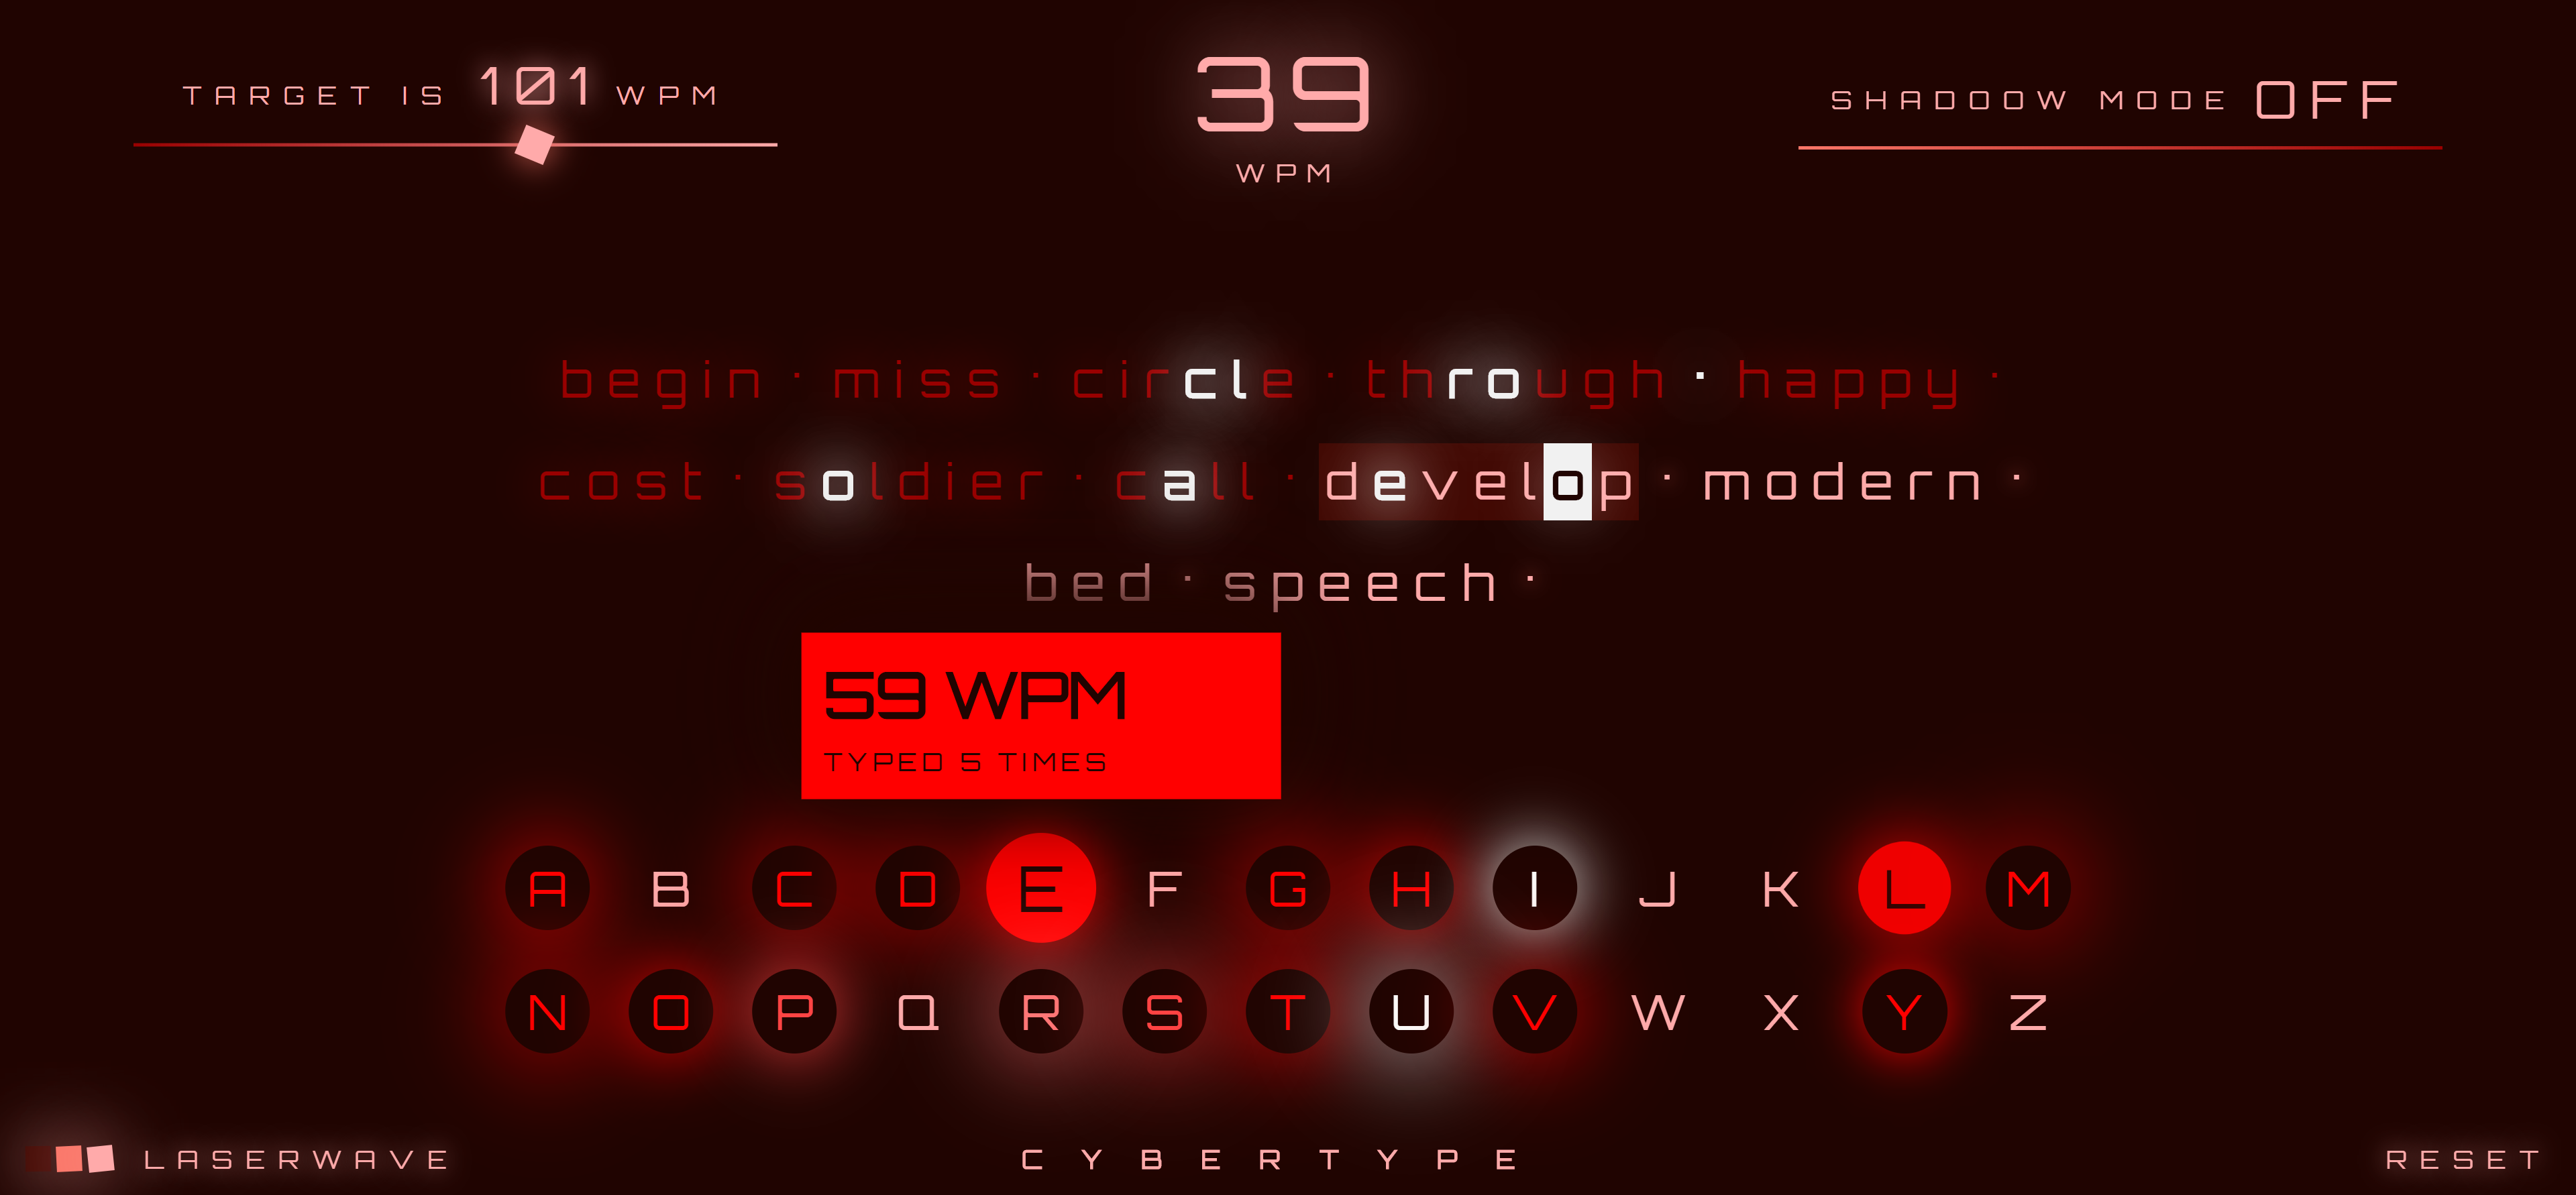 TARGET IS 101 WPM
39
WPM
SHADOOW MODE OFF
begin · miss · circle · through · happy ·
cost · soldier · call · develop · modern ·
bed · speech ·
59 WPM
TYPED 5 TIMES
A B C D E F G H I J K L M
N O P Q R S T U V W X Y Z
LASERWAVE
CYBERTYPE
RESET